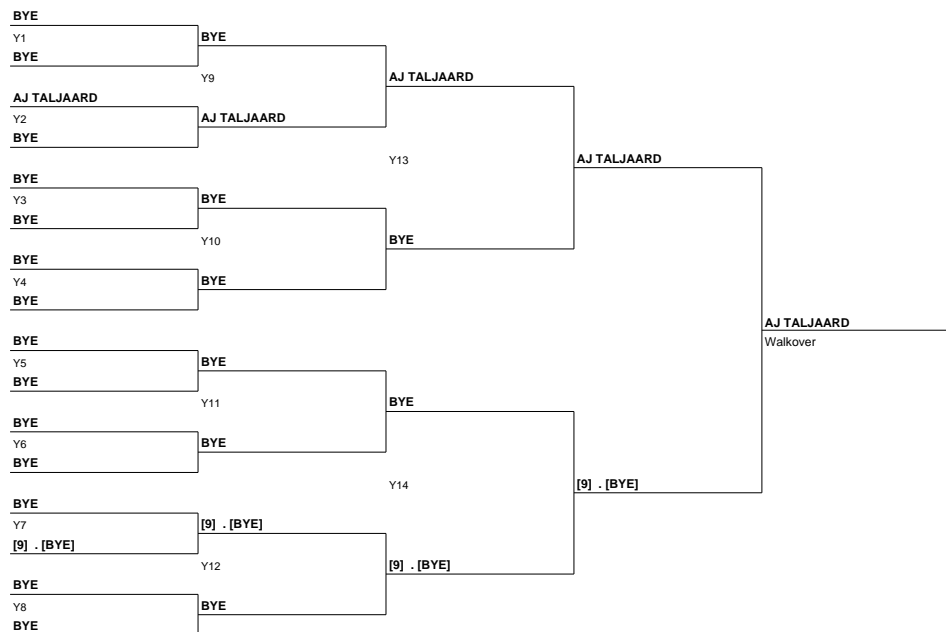 BYE
Y1
BYE
BYE
Y9
AJ TALJAARD
AJ TALJAARD
Y2
AJ TALJAARD
BYE
Y13
AJ TALJAARD
BYE
Y3
BYE
BYE
Y10
BYE
BYE
Y4
BYE
BYE
AJ TALJAARD
Walkover
BYE
Y5
BYE
BYE
Y11
BYE
BYE
Y6
BYE
BYE
Y14
[9] . [BYE]
BYE
Y7
[9] . [BYE]
[9] . [BYE]
Y12
[9] . [BYE]
BYE
Y8
BYE
BYE